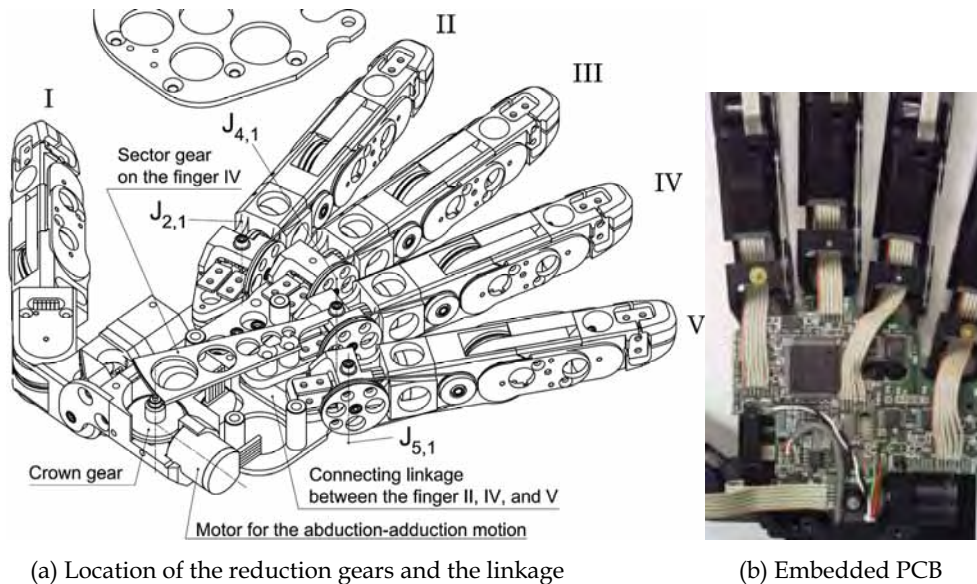 II
III
I
J4,1
Sector gear
on the finger IV
IV
J2,1
V
J5,1
Crown gear
Connecting linkage
between the finger II, IV, and V
Motor for the abduction-adduction motion
(a) Location of the reduction gears and the linkage
(b) Embedded PCB